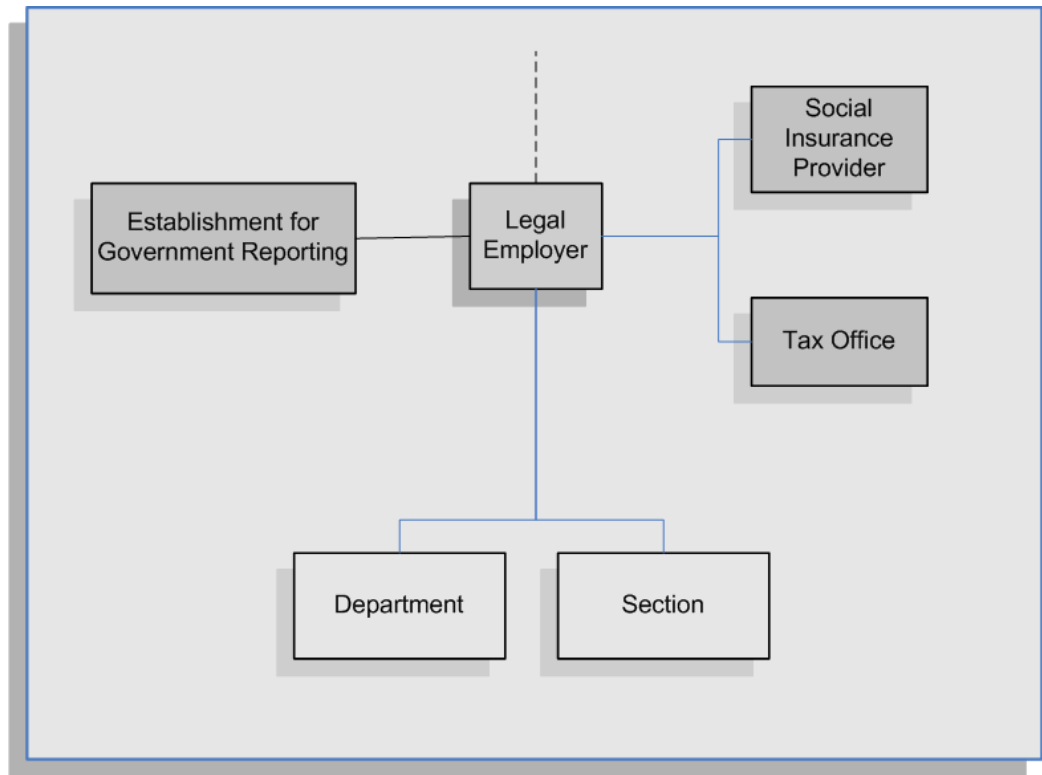 Social
Insurance
Provider
Establishment for
Government Reporting
Legal
Employer
Tax Office
Department
Section